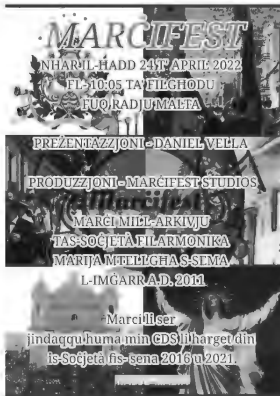 MARĊIFEST
NHAR IL-ĦADD 24 T' APRIL 2022
FL-10:05 TA' FILGĦODU
FUQ RADJU MALTA
PREŻENTAZZJONI - DANIEL VELLA
PRODUZZJONI - MARĊIFEST STUDIOS
Marcifest
MARĊI MILL-ARKIVJU
TAS-SOĊJETÀ FILARMONIKA
MARIJA MTELLGĦA S-SEMA
L-IMĠARR A.D. 2011
Marċi li ser
jindaqqu huma min CDS li ħarġet din
is-Soċjetà fis-sena 2016 u 2021.